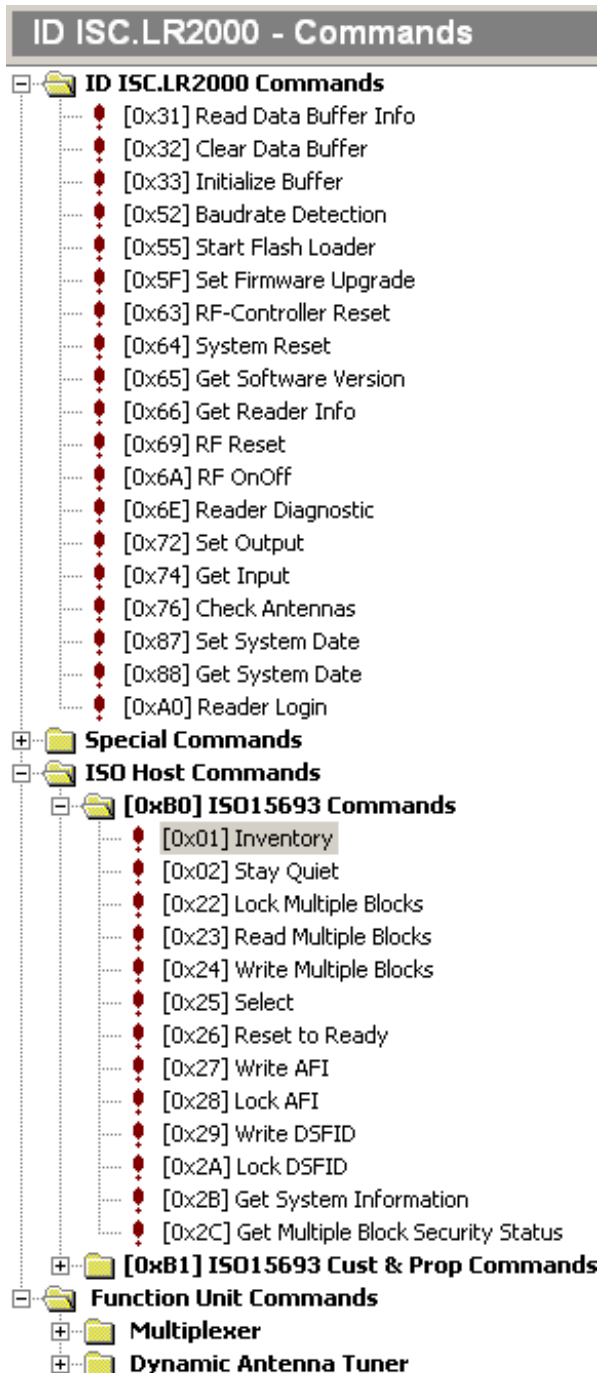 ID ISC.LR2000 - Commands
ID ISC.LR2000 Commands
[0x31] Read Data Buffer Info
[0x32] Clear Data Buffer
[0x33] Initialize Buffer
[0x52] Baudrate Detection
[0x55] Start Flash Loader
[0x5F] Set Firmware Upgrade
[0x63] RF-Controller Reset
[0x64] System Reset
[0x65] Get Software Version
[0x66] Get Reader Info
[0x69] RF Reset
[0x6A] RF OnOff
[0x6E] Reader Diagnostic
[0x72] Set Output
[0x74] Get Input
[0x76] Check Antennas
[0x87] Set System Date
[0x88] Get System Date
[0xA0] Reader Login
Special Commands
ISO Host Commands
[0xB0] ISO15693 Commands
[0x01] Inventory
[0x02] Stay Quiet
[0x22] Lock Multiple Blocks
[0x23] Read Multiple Blocks
[0x24] Write Multiple Blocks
[0x25] Select
[0x26] Reset to Ready
[0x27] Write AFI
[0x28] Lock AFI
[0x29] Write DSFID
[0x2A] Lock DSFID
[0x2B] Get System Information
[0x2C] Get Multiple Block Security Status
[0xB1] ISO15693 Cust & Prop Commands
Function Unit Commands
Multiplexer
Dynamic Antenna Tuner